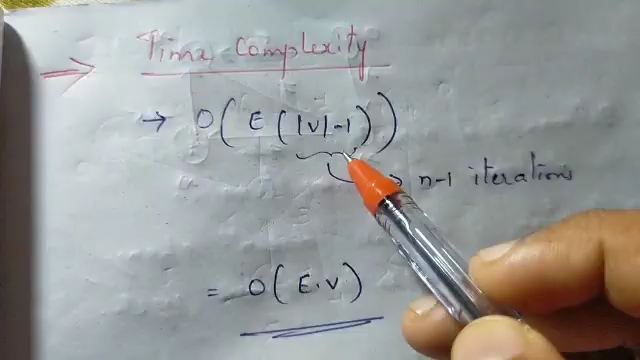 Time Complexity
→ O(E(|V|-1))
→ n-1 iterations
= O(E.V)